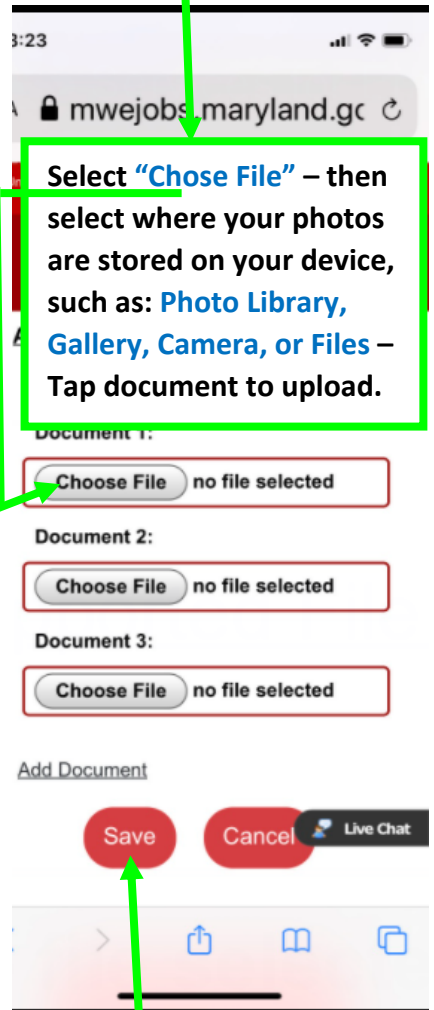 3:23
mwejobs.maryland.gc
Select “Chose File” – then
select where your photos
are stored on your device,
such as: Photo Library,
Gallery, Camera, or Files –
Tap document to upload.
Document 1:
Choose File no file selected
Document 2:
Choose File no file selected
Document 3:
Choose File no file selected
Add Document
Save Cancel Live Chat